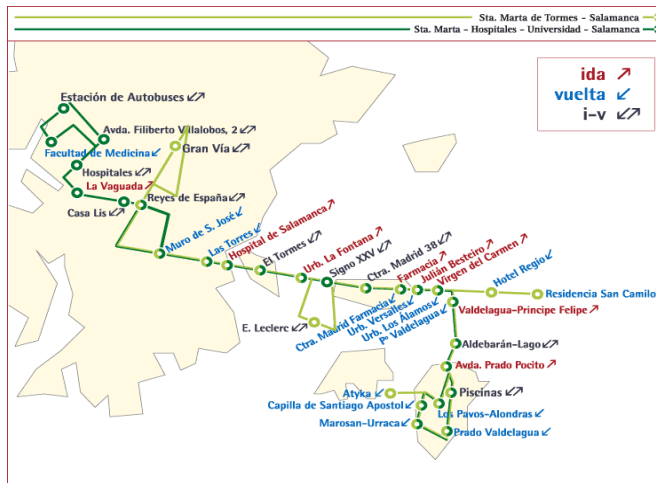 Sta. Marta de Tormes - Salamanca
Sta. Marta - Hospitales - Universidad - Salamanca
ida
vuelta
i-v
Estación de Autobuses
Avda. Filiberto Villalobos, 2
Facultad de Medicina
Gran Vía
Hospitales
La Vaguada
Casa Lis
Reyes de España
Muro de S. José
Las Torres
Hospital de Salamanca
El Tormes
Urb. La Fontana
Signo XXV
Ctra. Madrid 38
Farmacia
Julián Besteiro
Virgen del Carmen
Hotel Regio
Residencia San Camilo
E. Leclerc
Ctra. Madrid Farmacia
Urb. Versalles
Urb. Los Álamos
Pº Valdelagua
Valdelagua-Príncipe Felipe
Aldebarán-Lago
Avda. Prado Pocito
Atyka
Piscinas
Capilla de Santiago Apostol
Los Pavos-Alondras
Marosan-Urraca
Prado Valdelagua